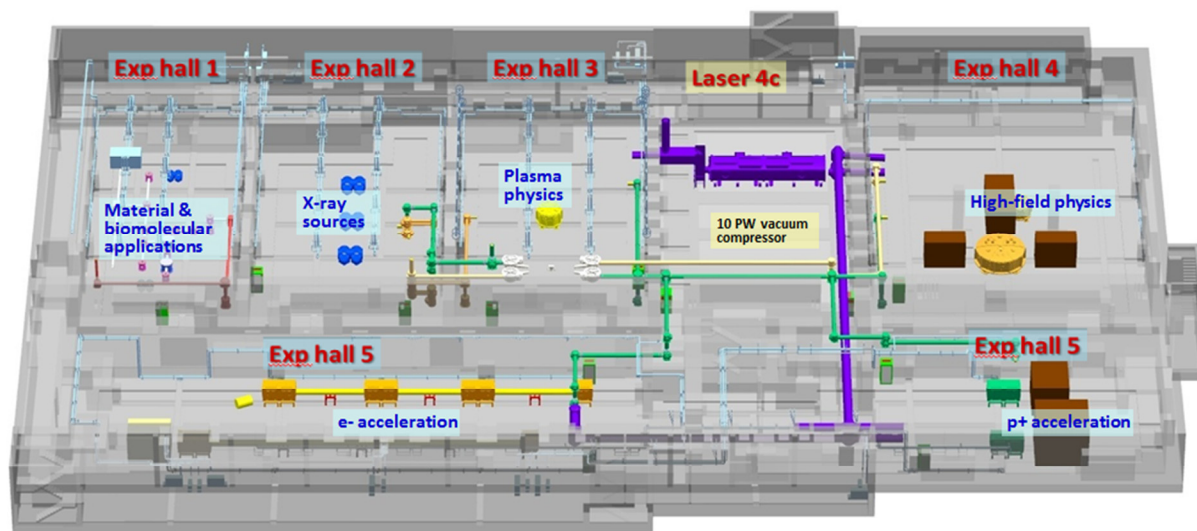 Exp hall 1
Exp hall 2
Exp hall 3
Laser 4c
Exp hall 4
Material &
biomolecular
applications
X-ray
sources
Plasma
physics
10 PW vacuum
compressor
High-field physics
Exp hall 5
Exp hall 5
e- acceleration
p+ acceleration